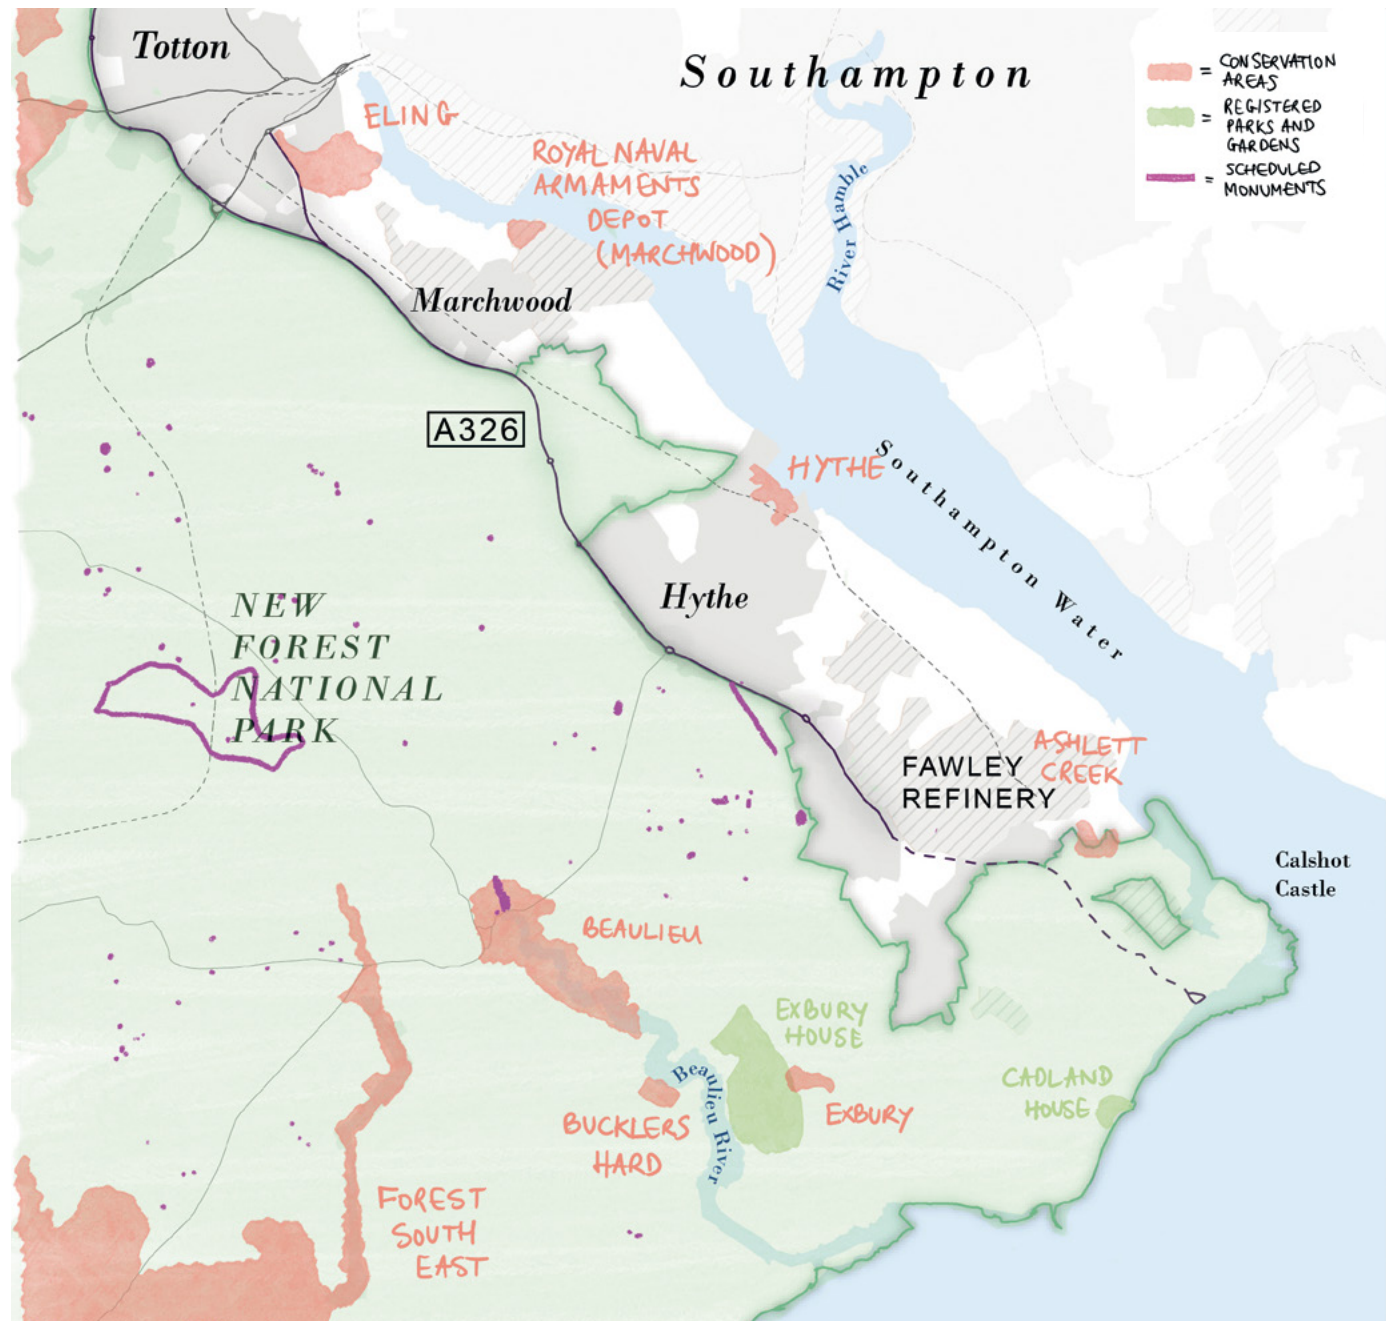 Totton
Southampton
= CONSERVATION
AREAS
= REGISTERED
PARKS AND
GARDENS
= SCHEDULED
MONUMENTS
ELING
ROYAL NAVAL
ARMAMENTS
DEPOT
(MARCHWOOD)
River Hamble
Marchwood
A326
HYTHE
Southampton Water
Hythe
NEW
FOREST
NATIONAL
PARK
FAWLEY
REFINERY
ASHLETT
CREEK
Calshot
Castle
BEAULIEU
EXBURY
HOUSE
Beaulieu River
BUCKLERS
HARD
EXBURY
CADLAND
HOUSE
FOREST
SOUTH
EAST